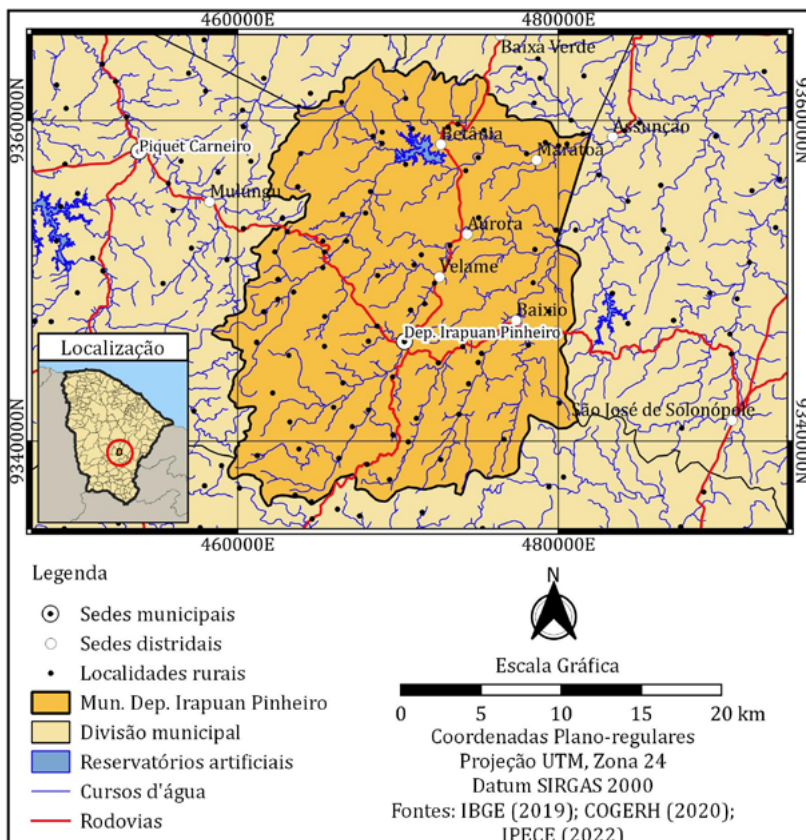 460000E
480000E
Baixa Verde
9360000N
9360000N
Piquet Carneiro
Betânia
Assunção
Maratoã
Mulungu
Aurora
Velame
Baixio
Dep. Irapuan Pinheiro
Localização
São José de Solonópole
9340000N
9340000N
460000E
480000E
Legenda
Sedes municipais
Sedes distridais
Localidades rurais
Mun. Dep. Irapuan Pinheiro
Divisão municipal
Reservatórios artificiais
Cursos d'água
Rodovias
N
Escala Gráfica
0 5 10 15 20 km
Coordenadas Plano-regulares
Projeção UTM, Zona 24
Datum SIRGAS 2000
Fontes: IBGE (2019); COGERH (2020);
IPECE (2022)